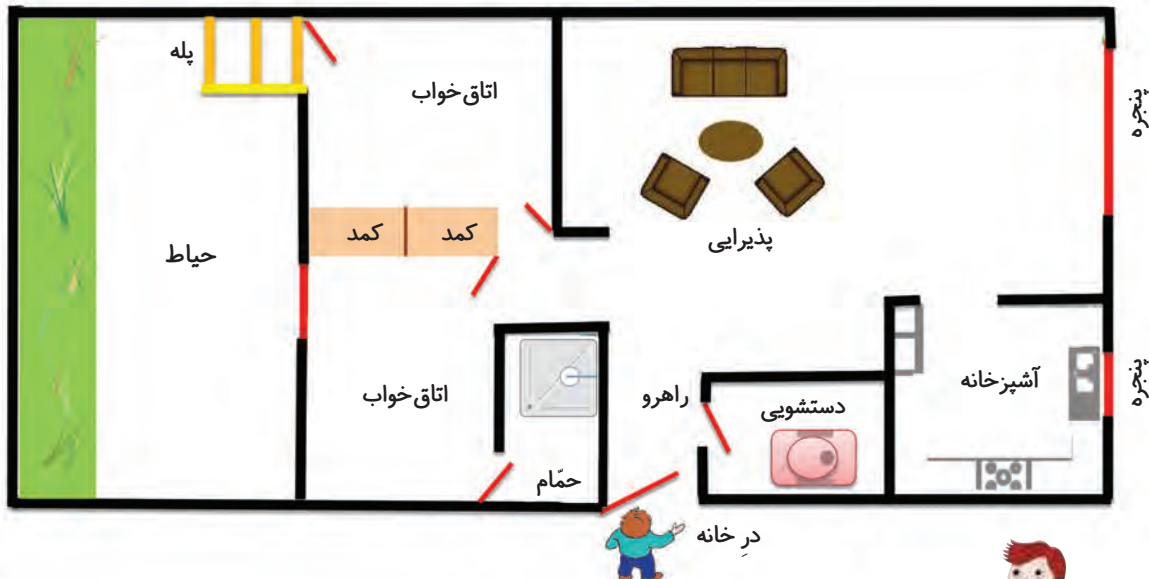 پله
اتاق‌خواب
پنجره
کمد
کمد
پذیرایی
حیاط
آشپزخانه
پنجره
اتاق‌خواب
راهرو
دستشویی
حمّام
درِ خانه